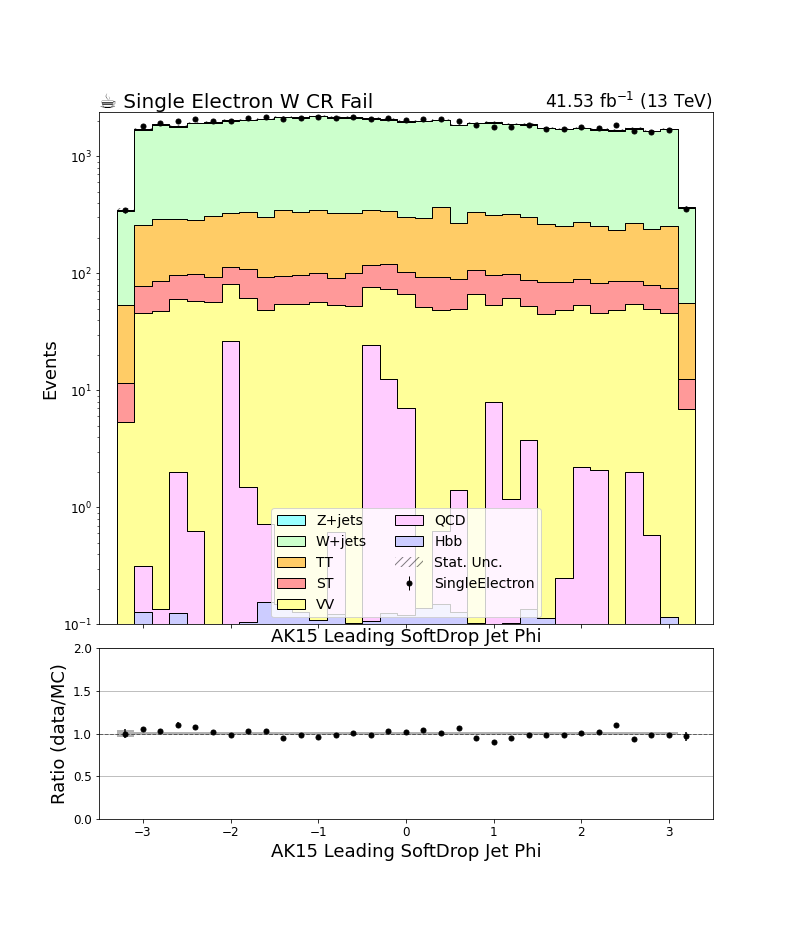 ☕ Single Electron W CR Fail
41.53 fb⁻¹ (13 TeV)
Events
10³
10²
10¹
10⁰
10⁻¹
Z+jets
W+jets
TT
ST
VV
QCD
Hbb
Stat. Unc.
SingleElectron
AK15 Leading SoftDrop Jet Phi
Ratio (data/MC)
2.0
1.5
1.0
0.5
0.0
−3 −2 −1 0 1 2 3
AK15 Leading SoftDrop Jet Phi